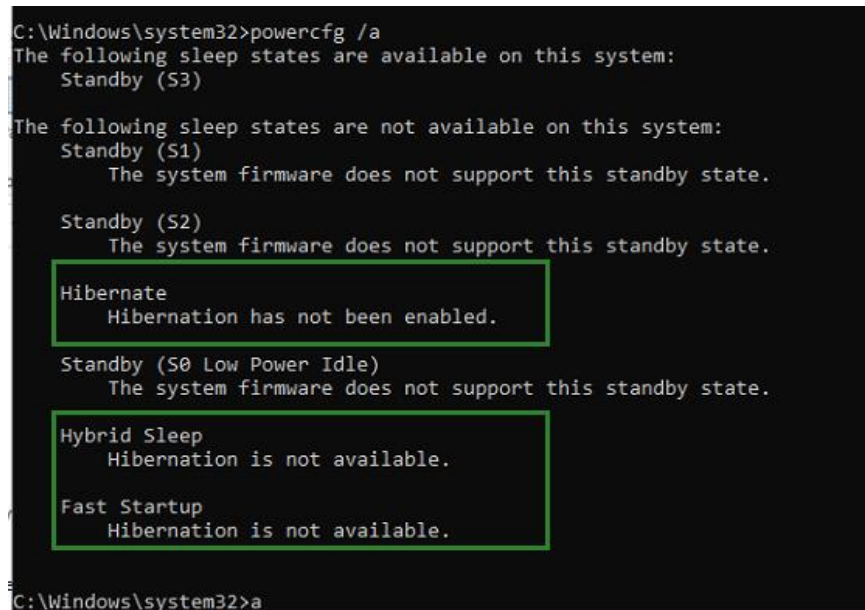 C:\Windows\system32>powercfg /a
The following sleep states are available on this system:
Standby (S3)
The following sleep states are not available on this system:
Standby (S1)
The system firmware does not support this standby state.
Standby (S2)
The system firmware does not support this standby state.
Hibernate
Hibernation has not been enabled.
Standby (S0 Low Power Idle)
The system firmware does not support this standby state.
Hybrid Sleep
Hibernation is not available.
Fast Startup
Hibernation is not available.
C:\Windows\system32>a